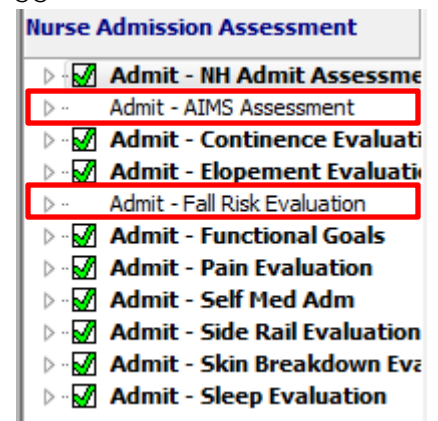 Nurse Admission Assessment
Admit - NH Admit Assessme
Admit - AIMS Assessment
Admit - Continence Evaluati
Admit - Elopement Evaluati
Admit - Fall Risk Evaluation
Admit - Functional Goals
Admit - Pain Evaluation
Admit - Self Med Adm
Admit - Side Rail Evaluation
Admit - Skin Breakdown Eva
Admit - Sleep Evaluation